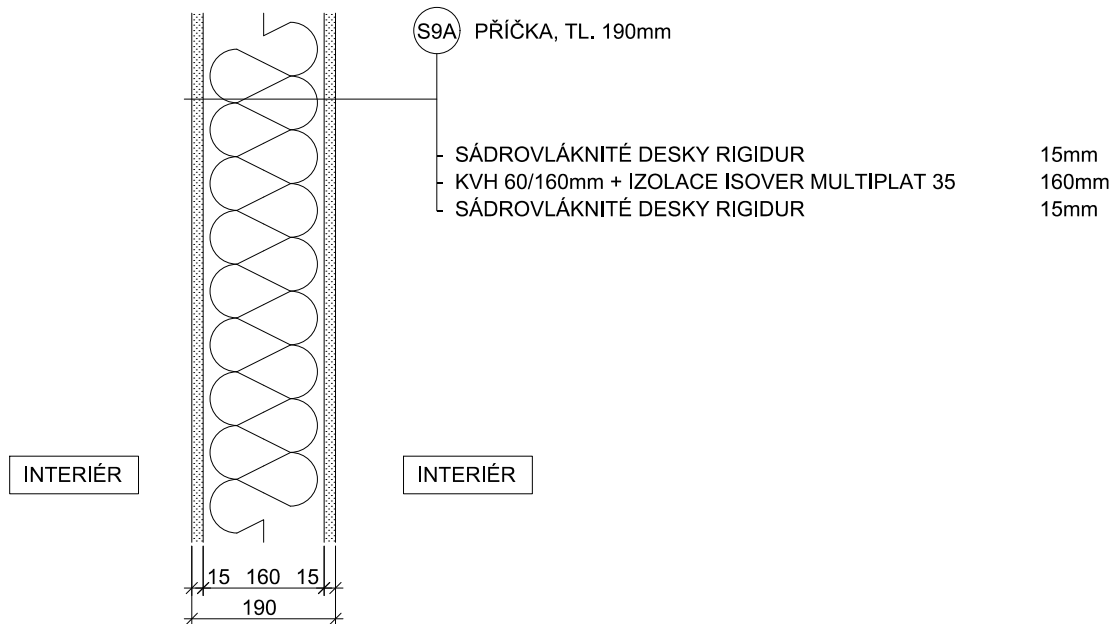 S9A PŘÍČKA, TL. 190mm
SÁDROVLÁKNITÉ DESKY RIGIDUR 15mm
KVH 60/160mm + IZOLACE ISOVER MULTIPLAT 35 160mm
SÁDROVLÁKNITÉ DESKY RIGIDUR 15mm
INTERIÉR INTERIÉR
15 160 15
190